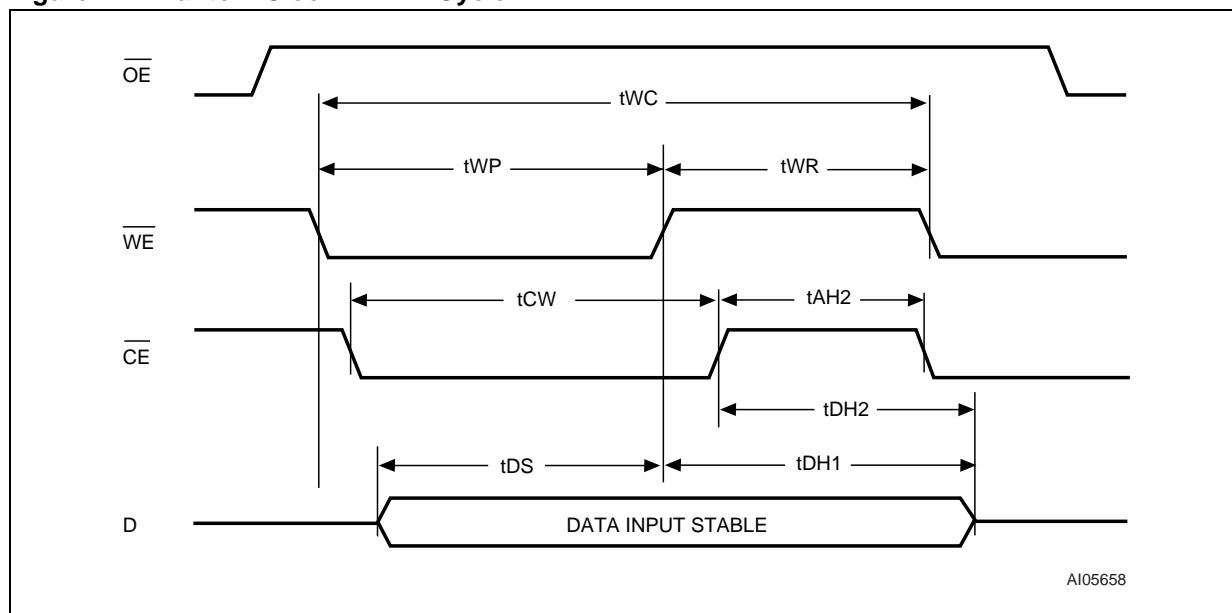 OE
tWC
tWP
tWR
WE
tCW
tAH2
CE
tDH2
tDS
tDH1
D
DATA INPUT STABLE
AI05658